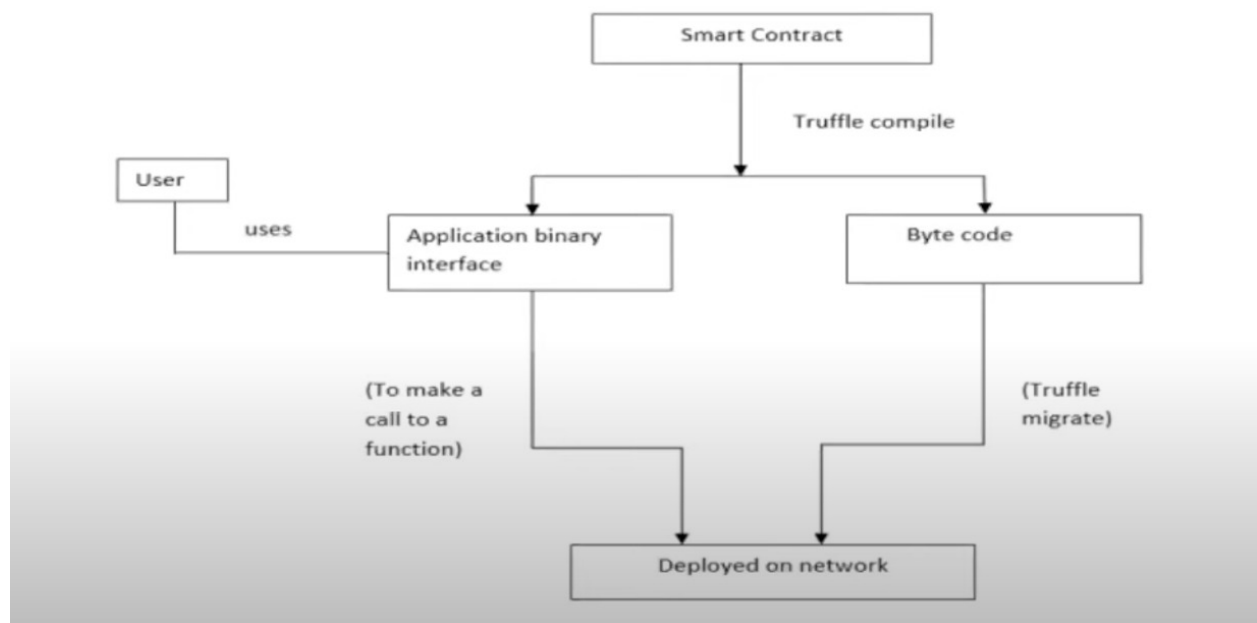 Smart Contract
Truffle compile
User
uses
Application binary
interface
Byte code
(To make a
call to a
function)
(Truffle
migrate)
Deployed on network